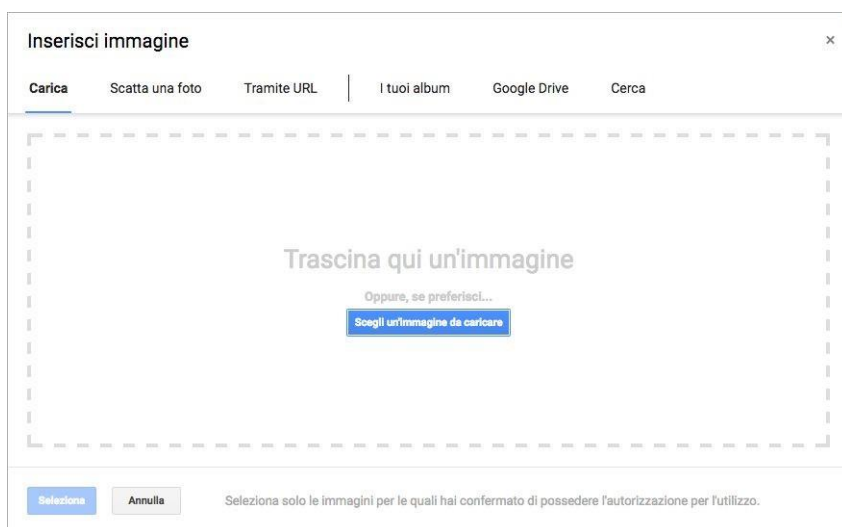 Inserisci immagine ×
Carica Scatta una foto Tramite URL I tuoi album Google Drive Cerca
Trascina qui un'immagine
Oppure, se preferisci...
Scegli un'immagine da caricare
Seleziona Annulla Seleziona solo le immagini per le quali hai confermato di possedere l'autorizzazione per l'utilizzo.